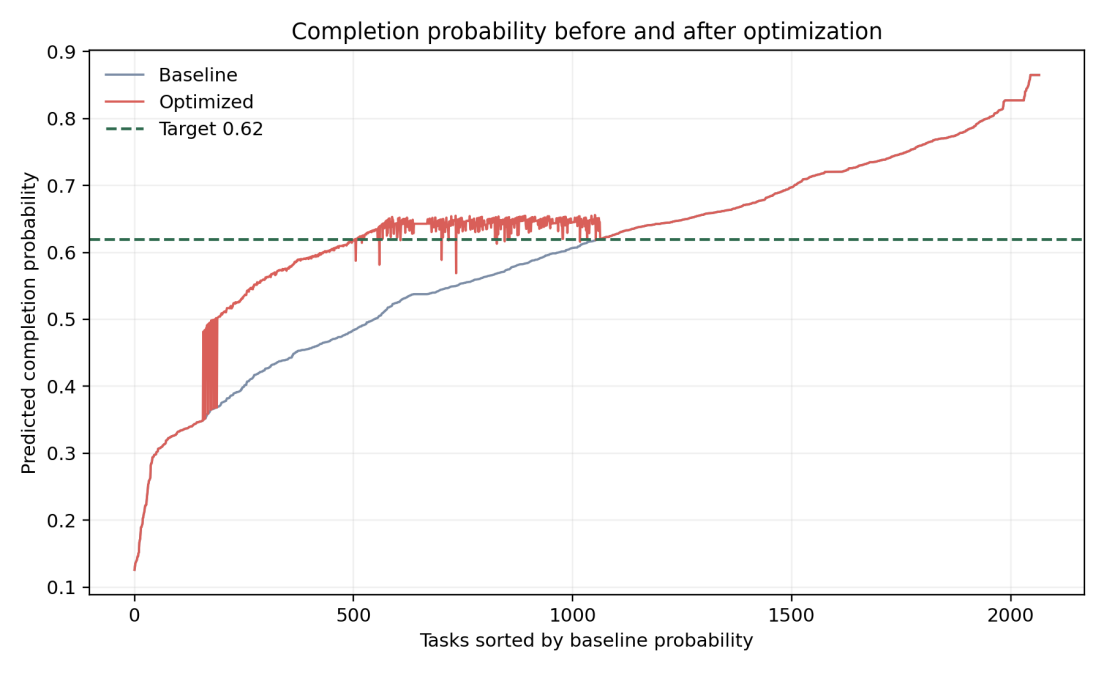 Completion probability before and after optimization
Baseline
Optimized
Target 0.62
Predicted completion probability
0.9
0.8
0.7
0.6
0.5
0.4
0.3
0.2
0.1
0 500 1000 1500 2000
Tasks sorted by baseline probability